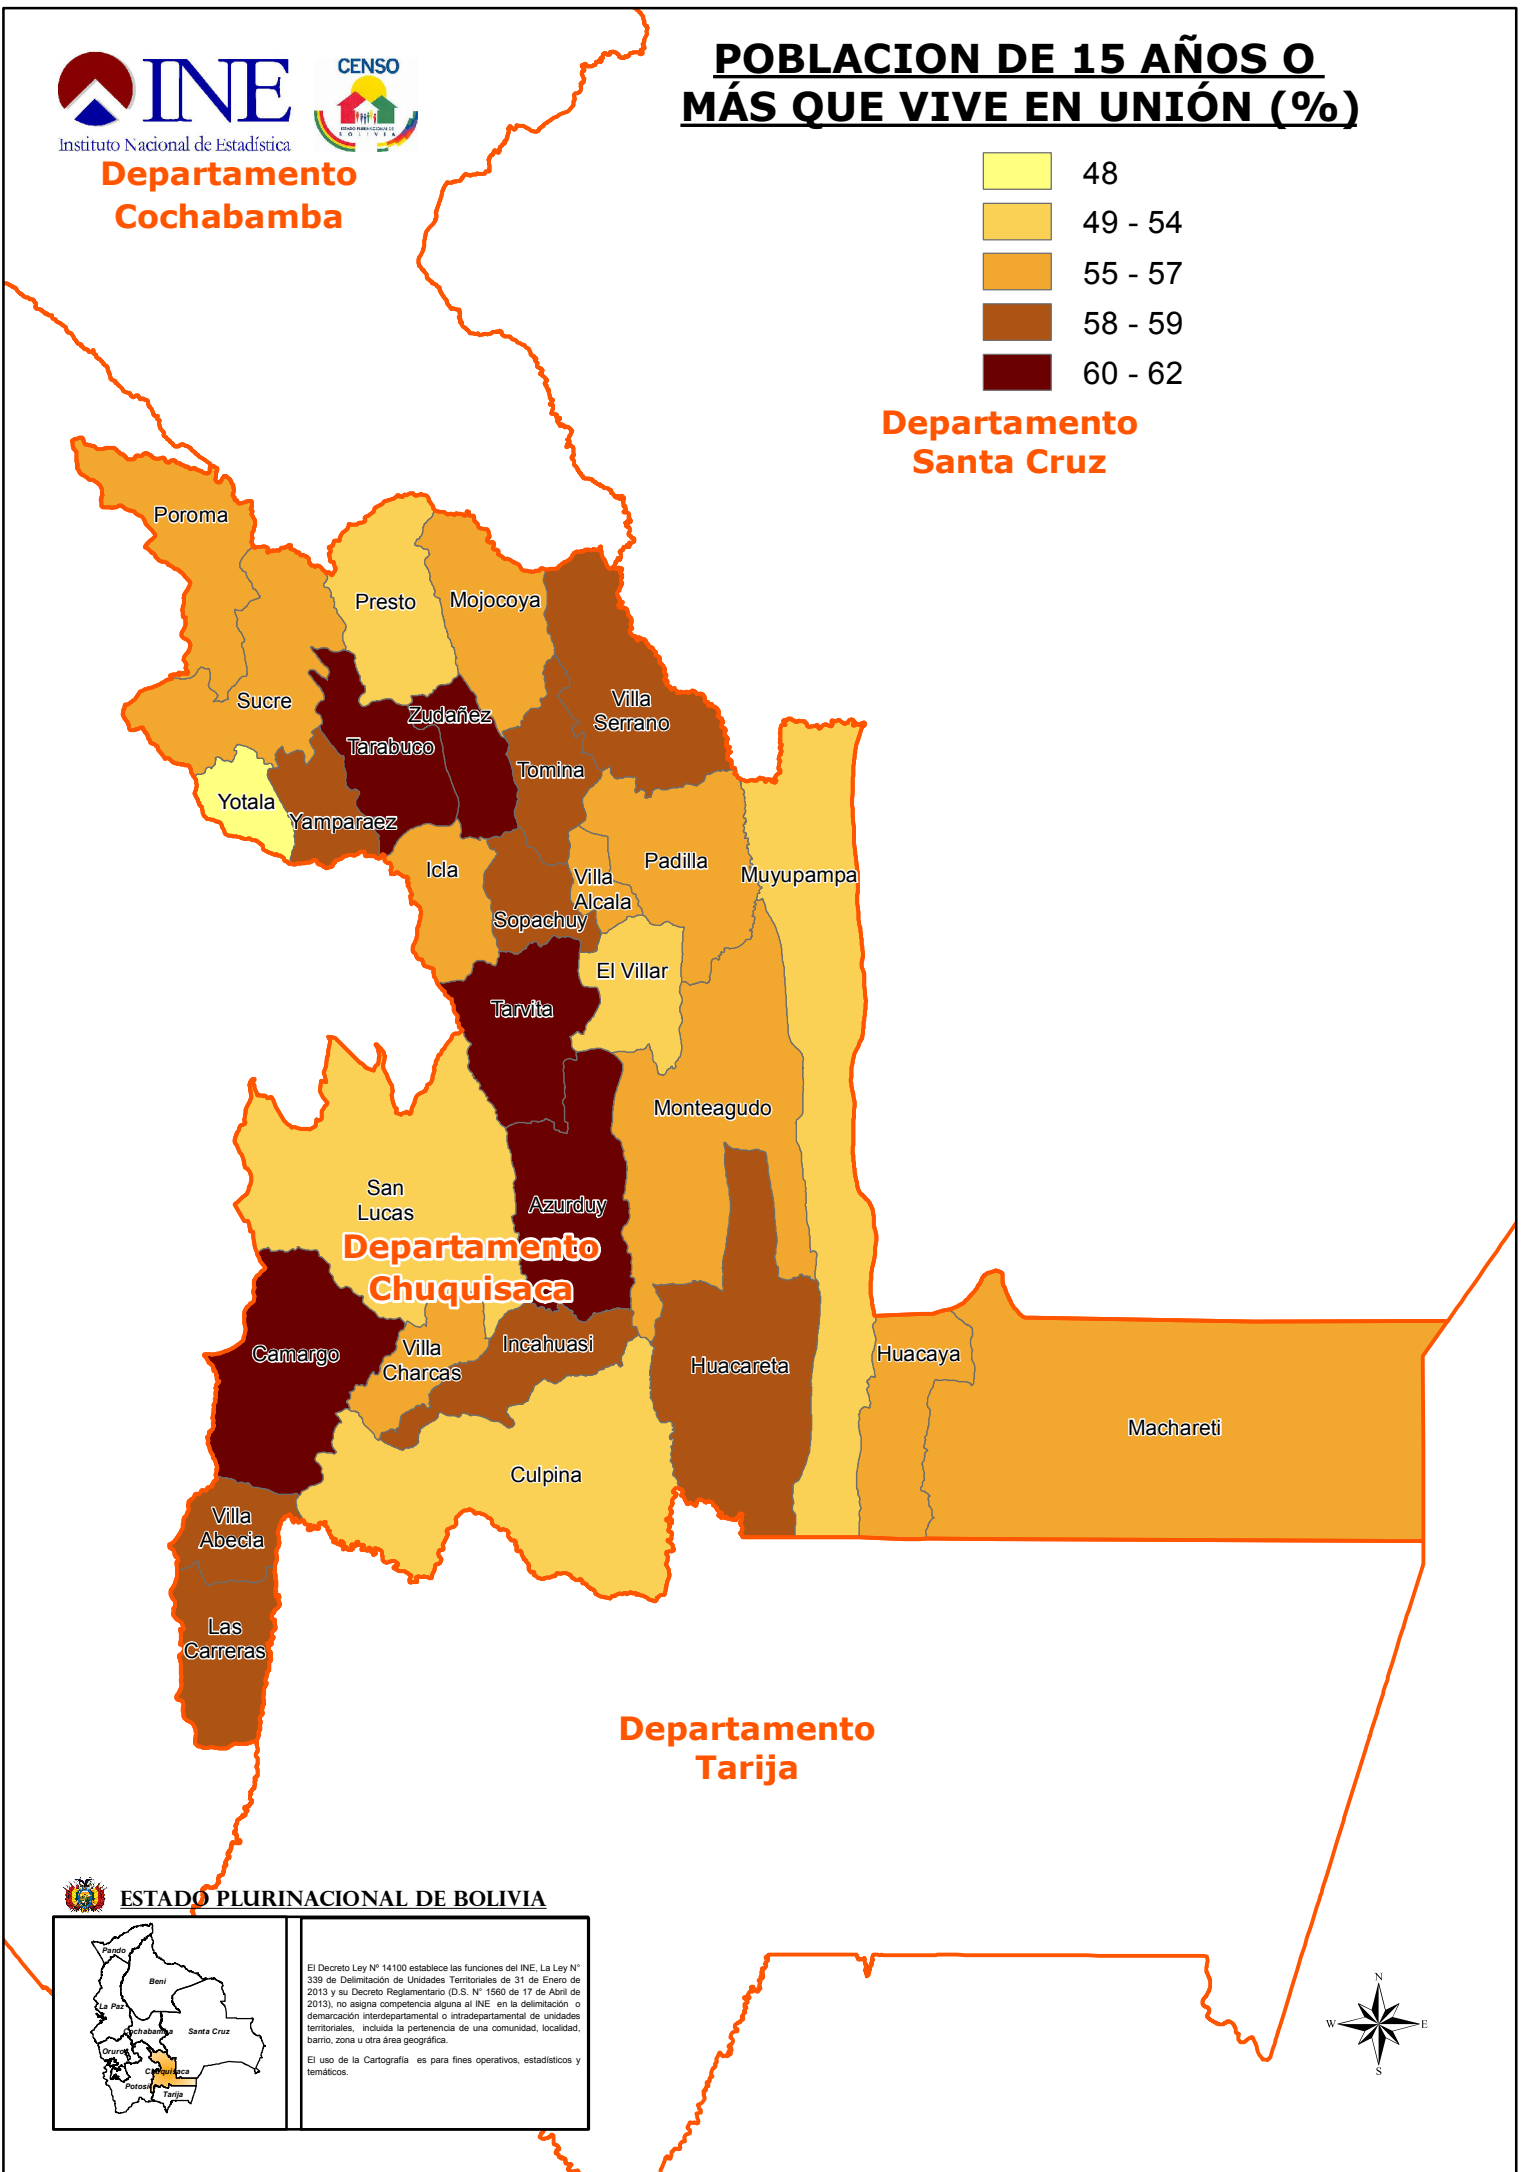 INE
Instituto Nacional de Estadística
CENSO
BOLIVIA
POBLACION DE 15 AÑOS O
MÁS QUE VIVE EN UNIÓN (%)
48
49 - 54
55 - 57
58 - 59
60 - 62
Departamento
Cochabamba
Departamento
Santa Cruz
Poroma
Presto
Mojocoya
Sucre
Villa
Serrano
Zudañez
Tarabuco
Tomina
Yotala
Yamparaez
Icla
Villa
Alcala
Padilla
Muyupampa
Sopachuy
El Villar
Tarvita
Monteagudo
San
Lucas
Azurduy
Departamento
Chuquisaca
Camargo
Villa
Charcas
Incahuasi
Huacareta
Huacaya
Machareti
Culpina
Villa
Abecia
Las
Carreras
Departamento
Tarija
ESTADO PLURINACIONAL DE BOLIVIA
Pando
Beni
La Paz
Cochabamba
Santa Cruz
Oruro
Chuquisaca
Potosi
Tarija
El Decreto Ley Nº 14100 establece las funciones del INE, La Ley N°
339 de Delimitación de Unidades Territoriales de 31 de Enero de
2013 y su Decreto Reglamentario (D.S. N° 1560 de 17 de Abril de
2013), no asigna competencia alguna al INE en la delimitación o
demarcación interdepartamental o intradepartamental de unidades
territoriales, incluida la pertenencia de una comunidad, localidad,
barrio, zona u otra área geográfica.
El uso de la Cartografía es para fines operativos, estadísticos y
temáticos.
N
W
E
S